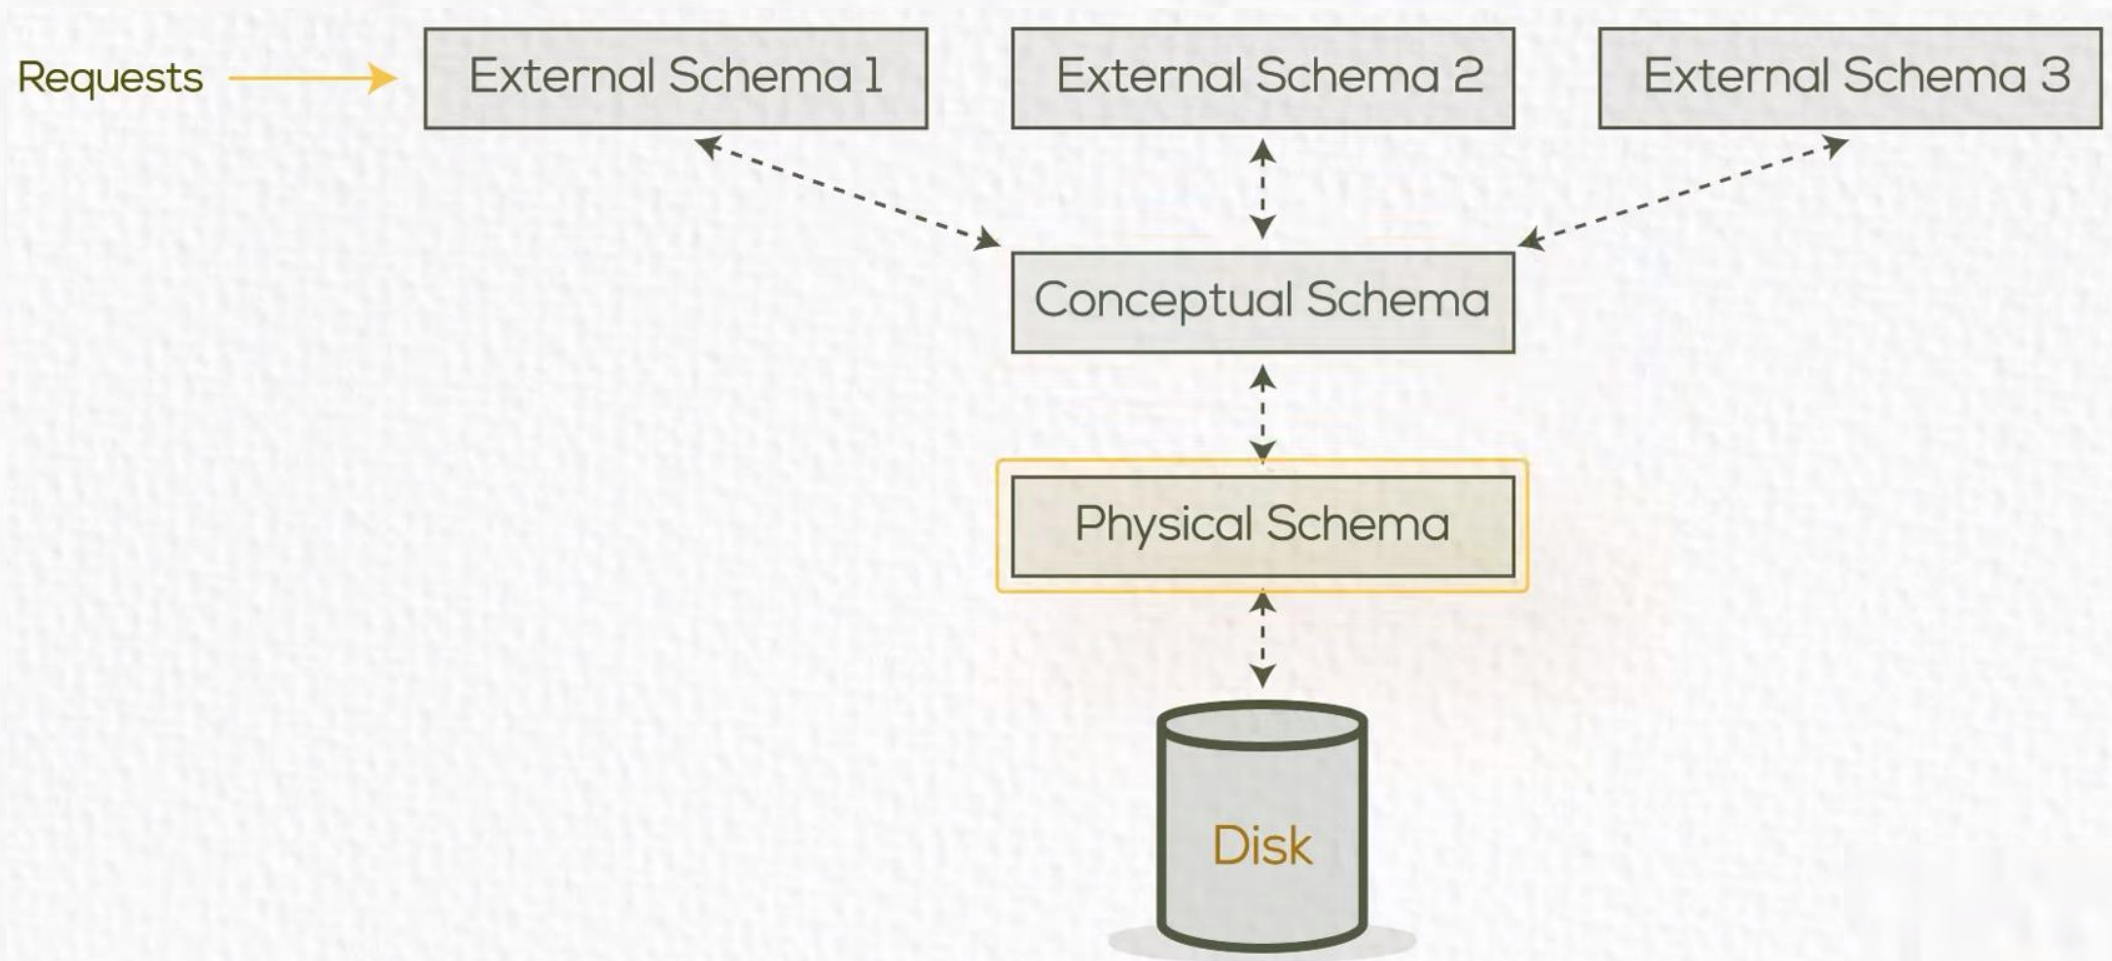 Requests
External Schema 1
External Schema 2
External Schema 3
Conceptual Schema
Physical Schema
Disk